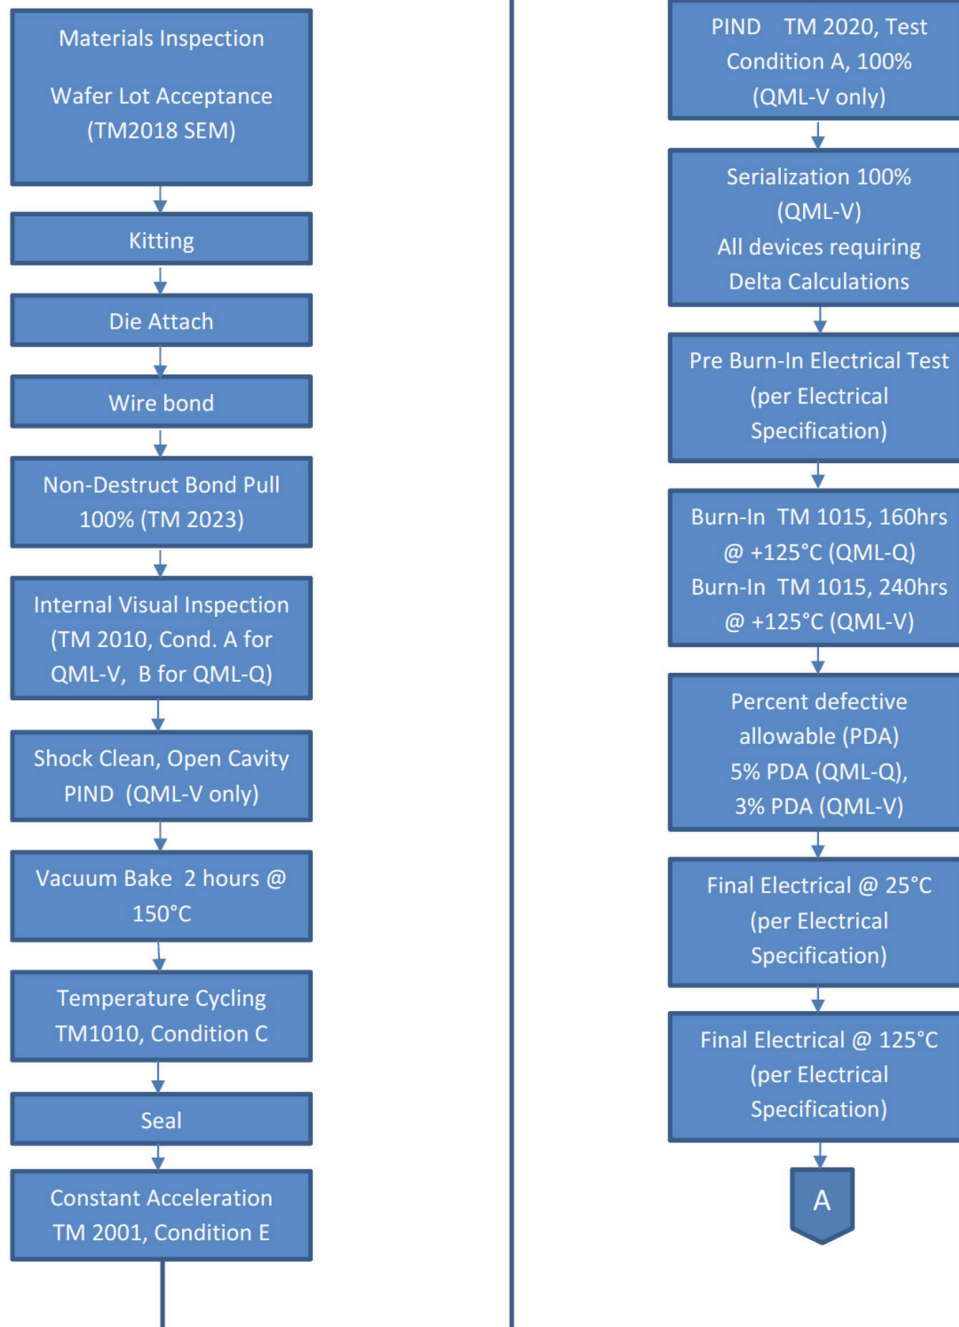 Materials Inspection
Wafer Lot Acceptance
(TM2018 SEM)
Kitting
Die Attach
Wire bond
Non-Destruct Bond Pull
100% (TM 2023)
Internal Visual Inspection
(TM 2010, Cond. A for
QML-V, B for QML-Q)
Shock Clean, Open Cavity
PIND (QML-V only)
Vacuum Bake 2 hours @
150°C
Temperature Cycling
TM1010, Condition C
Seal
Constant Acceleration
TM 2001, Condition E
PIND TM 2020, Test
Condition A, 100%
(QML-V only)
Serialization 100%
(QML-V)
All devices requiring
Delta Calculations
Pre Burn-In Electrical Test
(per Electrical
Specification)
Burn-In TM 1015, 160hrs
@ +125°C (QML-Q)
Burn-In TM 1015, 240hrs
@ +125°C (QML-V)
Percent defective
allowable (PDA)
5% PDA (QML-Q),
3% PDA (QML-V)
Final Electrical @ 25°C
(per Electrical
Specification)
Final Electrical @ 125°C
(per Electrical
Specification)
A